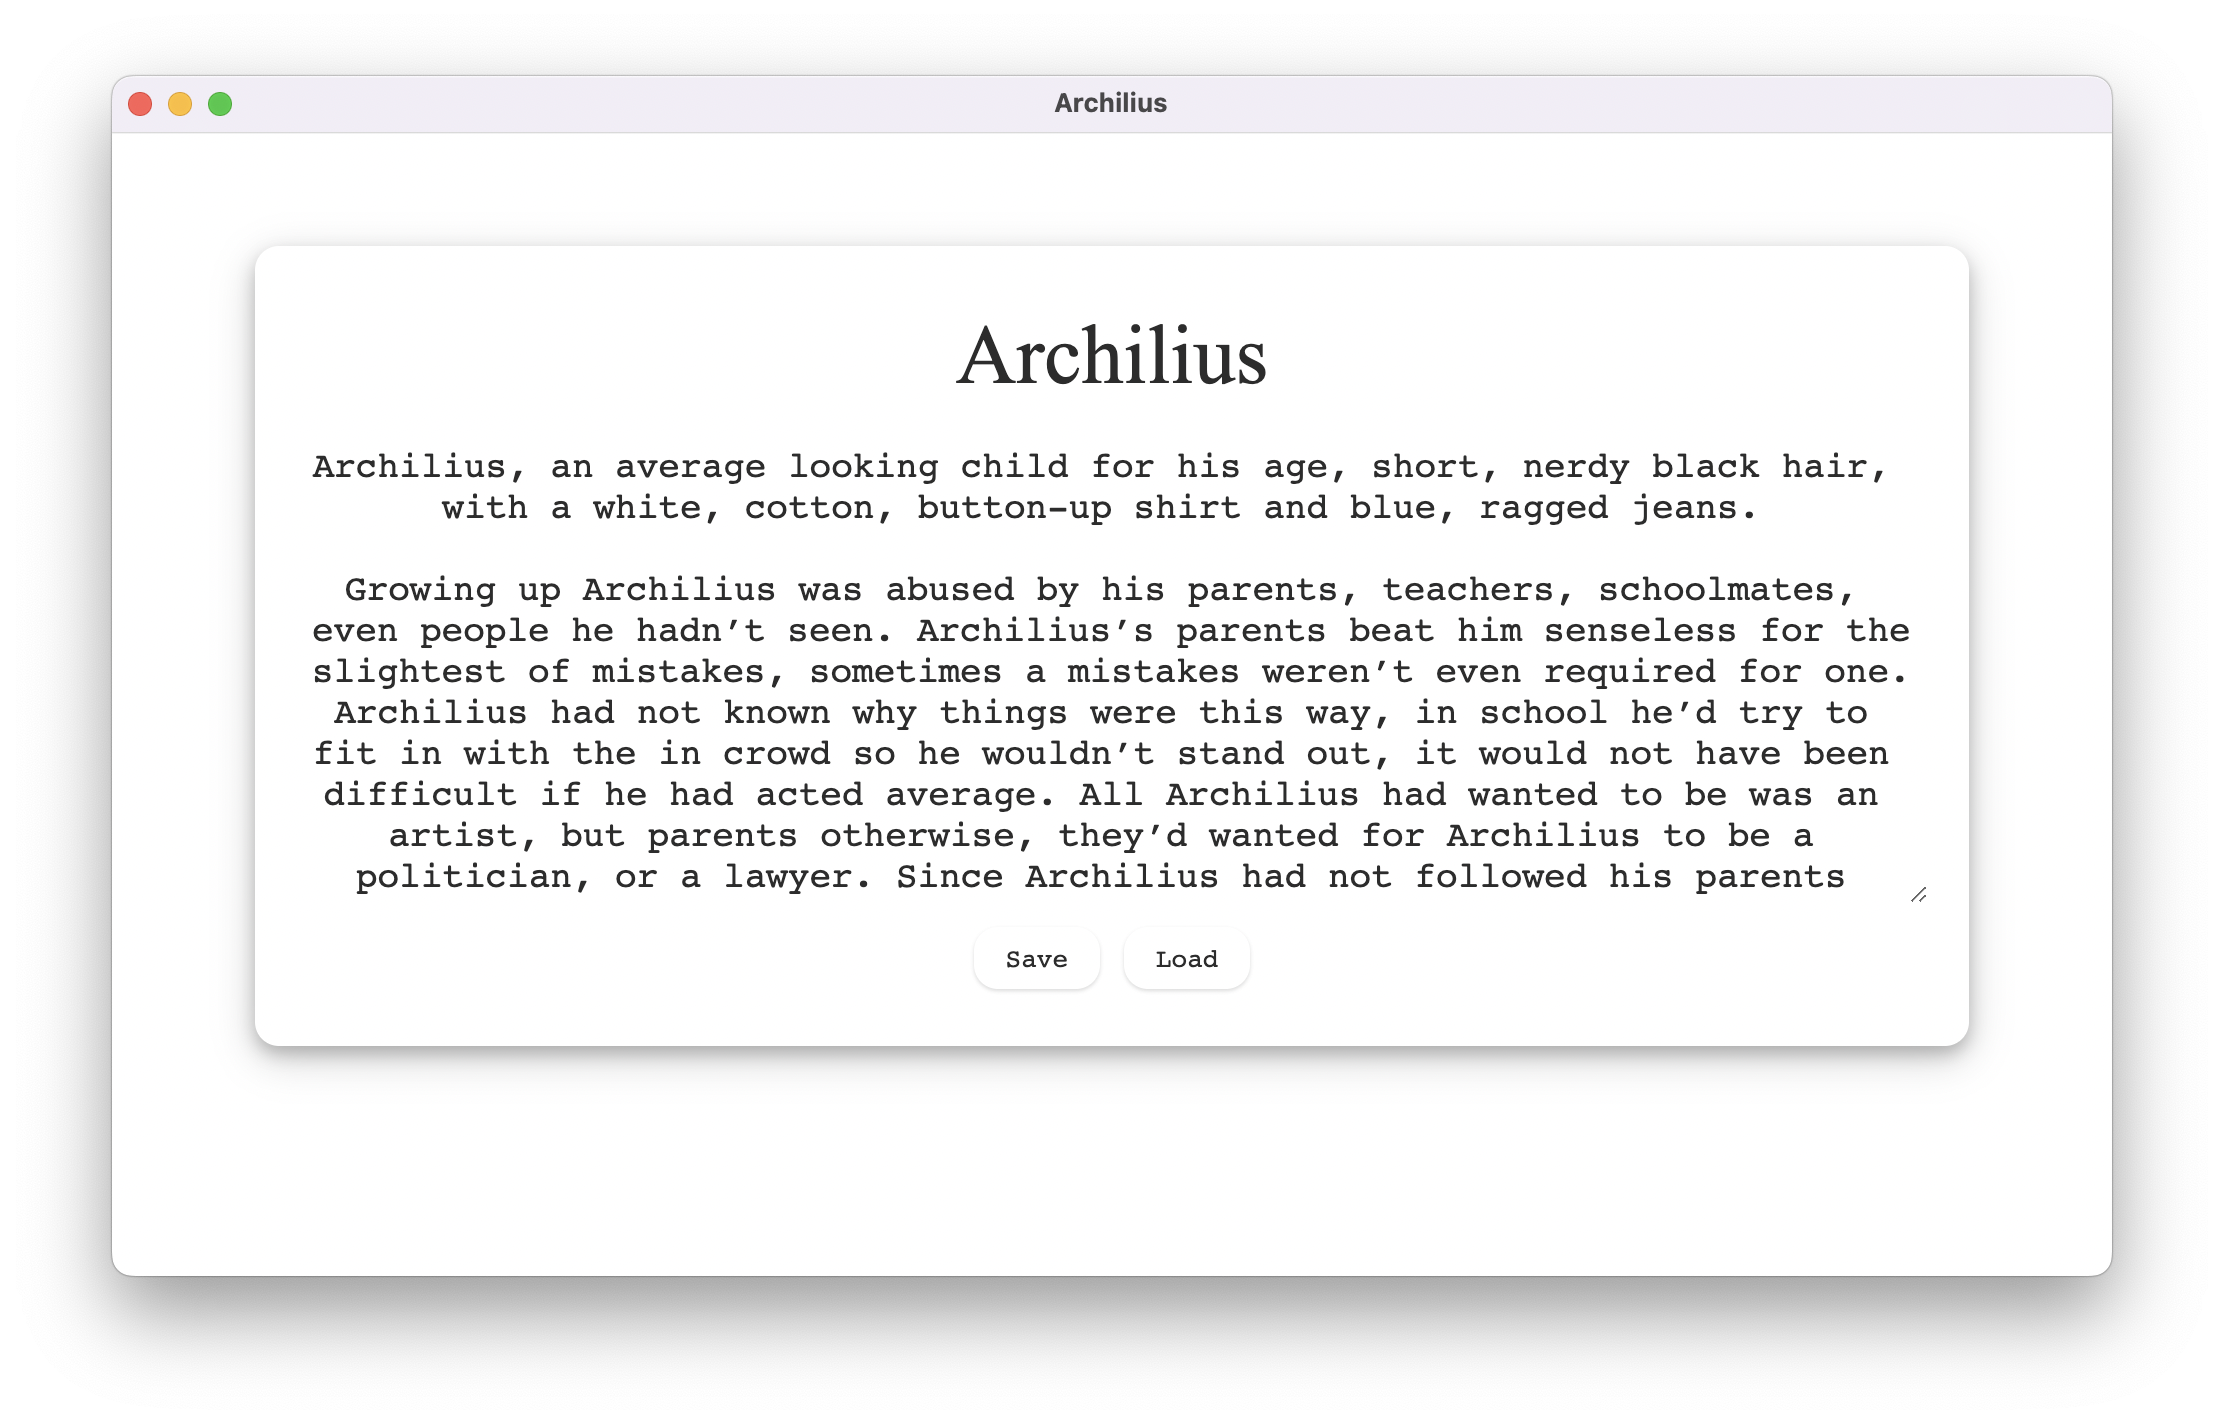 Archilius
Archilius
Archilius, an average looking child for his age, short, nerdy black hair,
with a white, cotton, button-up shirt and blue, ragged jeans.
Growing up Archilius was abused by his parents, teachers, schoolmates,
even people he hadn’t seen. Archilius’s parents beat him senseless for the
slightest of mistakes, sometimes a mistakes weren’t even required for one.
Archilius had not known why things were this way, in school he’d try to
fit in with the in crowd so he wouldn’t stand out, it would not have been
difficult if he had acted average. All Archilius had wanted to be was an
artist, but parents otherwise, they’d wanted for Archilius to be a
politician, or a lawyer. Since Archilius had not followed his parents
Save Load